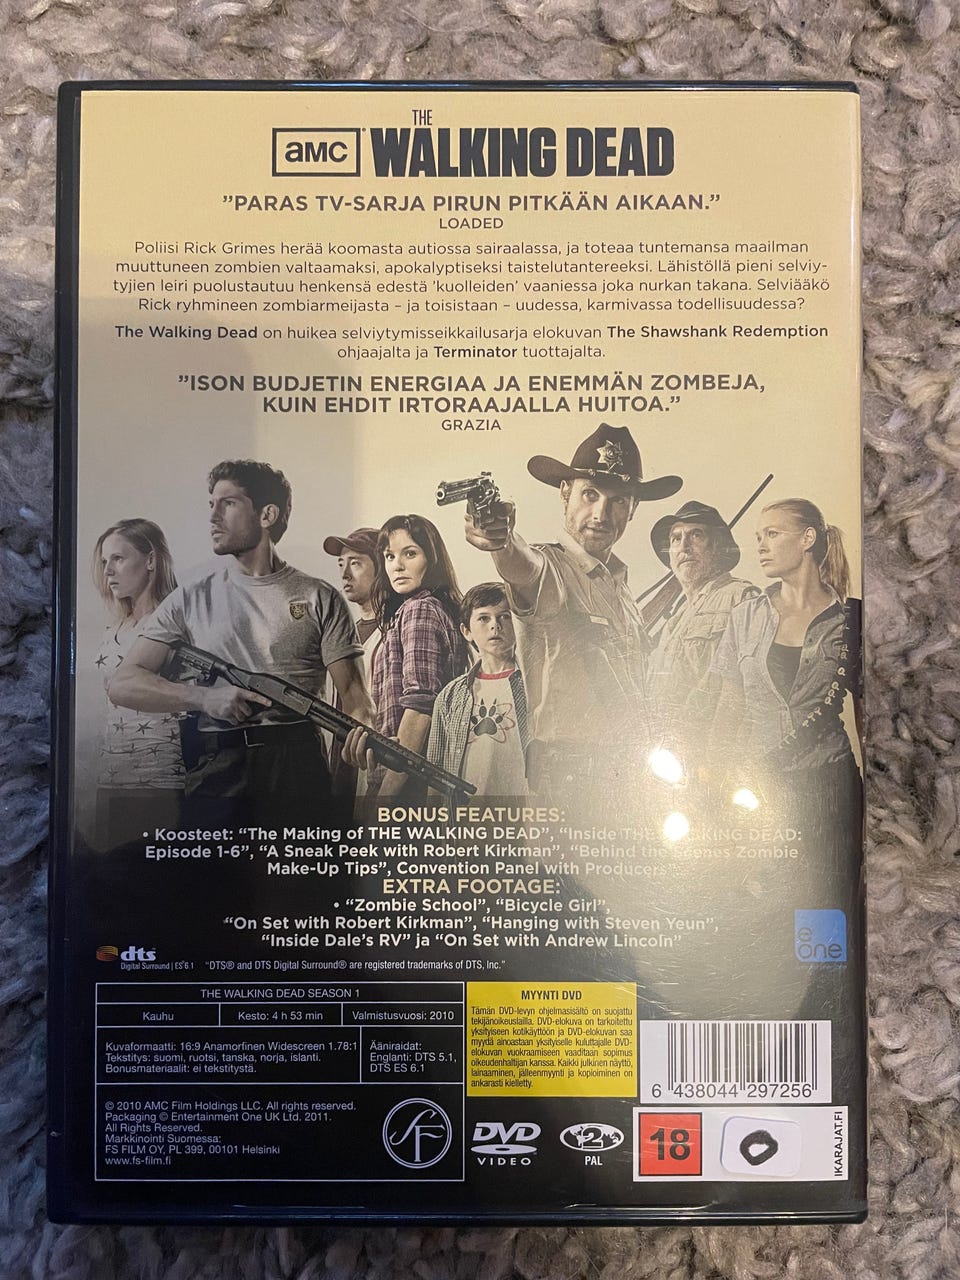 THE
aMC WALKING DEAD
”PARAS TV-SARJA PIRUN PITKÄÄN AIKAAN.”
LOADED
Poliisi Rick Grimes herää koomasta autiossa sairaalassa, ja toteaa tuntemansa maailman
muuttuneen zombien valtaamaksi, apokalyptiseksi taistelutantereeksi. Lähistöllä pieni selviy-
tyjien leiri puolustautuu henkensä edestä ’kuolleiden’ vaaniessa joka nurkan takana. Selviääkö
Rick ryhmineen zombiarmeijasta – ja toisistaan – uudessa, karmivassa todellisuudessa?
The Walking Dead on huikea selviytymisseikkailusarja elokuvan The Shawshank Redemption
ohjaajalta ja Terminator tuottajalta.
”ISON BUDJETIN ENERGIAA JA ENEMMÄN ZOMBEJA,
KUIN EHDIT IRTORAAJALLA HUITOA.”
GRAZIA
BONUS FEATURES:
• Koosteet: “The Making of THE WALKING DEAD”, “Inside THE WALKING DEAD:
Episode 1-6”, “A Sneak Peek with Robert Kirkman”, “Behind the Scenes Zombie
Make-Up Tips”, Convention Panel with Producers
EXTRA FOOTAGE:
• “Zombie School”, “Bicycle Girl”,
“On Set with Robert Kirkman”, “Hanging with Steven Yeun”,
“Inside Dale’s RV” ja “On Set with Andrew Lincoln”
eone
dts
Digital Surround | ES 6.1 “DTS® and DTS Digital Surround® are registered trademarks of DTS, Inc.”
THE WALKING DEAD SEASON 1
Kauhu Kesto: 4 h 53 min Valmistusvuosi: 2010
Kuvaformaatti: 16:9 Anamorfinen Widescreen 1.78:1
Tekstitys: suomi, ruotsi, tanska, norja, islanti.
Bonusmateriaalit: ei tekstitystä.
Ääniraidat:
Englanti: DTS 5.1,
DTS ES 6.1
© 2010 AMC Film Holdings LLC. All rights reserved.
Packaging © Entertainment One UK Ltd. 2011.
All Rights Reserved.
Markkinointi Suomessa:
FS FILM OY, PL 399, 00101 Helsinki
www.fs-film.fi
SF
MYYNTI DVD
Tämän DVD-levyn ohjelmasisältö on suojattu
tekijänoikeuslailla. DVD-elokuva on tarkoitettu
yksityiseen kotikäyttöön ja DVD-elokuvan saa
myydä ainoastaan yksityiselle kuluttajalle DVD-
elokuvan vuokraamiseen vaaditaan sopimus
oikeudenhaltijan kanssa. Kaikki julkinen näyttö,
lainaaminen, jälleenmyynti ja kopioiminen on
ankarasti kielletty.
DVD
VIDEO
2
PAL
6 438044 297256
18
IKARAJAT.FI